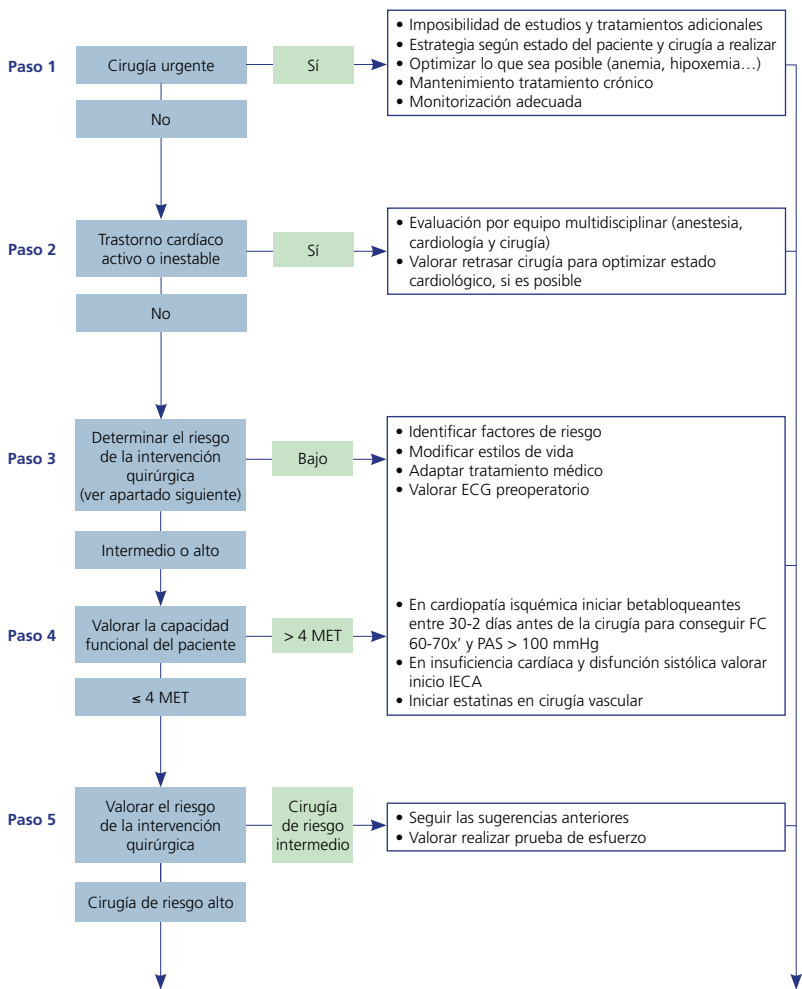 Paso 1
Cirugía urgente
Sí
• Imposibilidad de estudios y tratamientos adicionales
• Estrategia según estado del paciente y cirugía a realizar
• Optimizar lo que sea posible (anemia, hipoxemia…)
• Mantenimiento tratamiento crónico
• Monitorización adecuada
No
Paso 2
Trastorno cardíaco
activo o inestable
Sí
• Evaluación por equipo multidisciplinar (anestesia,
cardiología y cirugía)
• Valorar retrasar cirugía para optimizar estado
cardiológico, si es posible
No
Paso 3
Determinar el riesgo
de la intervención
quirúrgica
(ver apartado siguiente)
Bajo
• Identificar factores de riesgo
• Modificar estilos de vida
• Adaptar tratamiento médico
• Valorar ECG preoperatorio
Intermedio o alto
Paso 4
Valorar la capacidad
funcional del paciente
> 4 MET
• En cardiopatía isquémica iniciar betabloqueantes
entre 30-2 días antes de la cirugía para conseguir FC
60-70x’ y PAS > 100 mmHg
• En insuficiencia cardíaca y disfunción sistólica valorar
inicio IECA
• Iniciar estatinas en cirugía vascular
≤ 4 MET
Paso 5
Valorar el riesgo
de la intervención
quirúrgica
Cirugía
de riesgo
intermedio
• Seguir las sugerencias anteriores
• Valorar realizar prueba de esfuerzo
Cirugía de riesgo alto